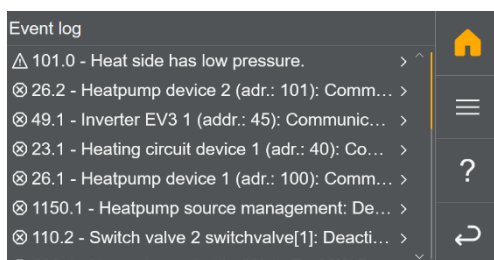 Event log
101.0 - Heat side has low pressure.
26.2 - Heatpump device 2 (adr.: 101): Comm...
49.1 - Inverter EV3 1 (addr.: 45): Communic...
23.1 - Heating circuit device 1 (adr.: 40): Co...
26.1 - Heatpump device 1 (adr.: 100): Comm...
1150.1 - Heatpump source management: De...
110.2 - Switch valve 2 switchvalve[1]: Deacti...
?